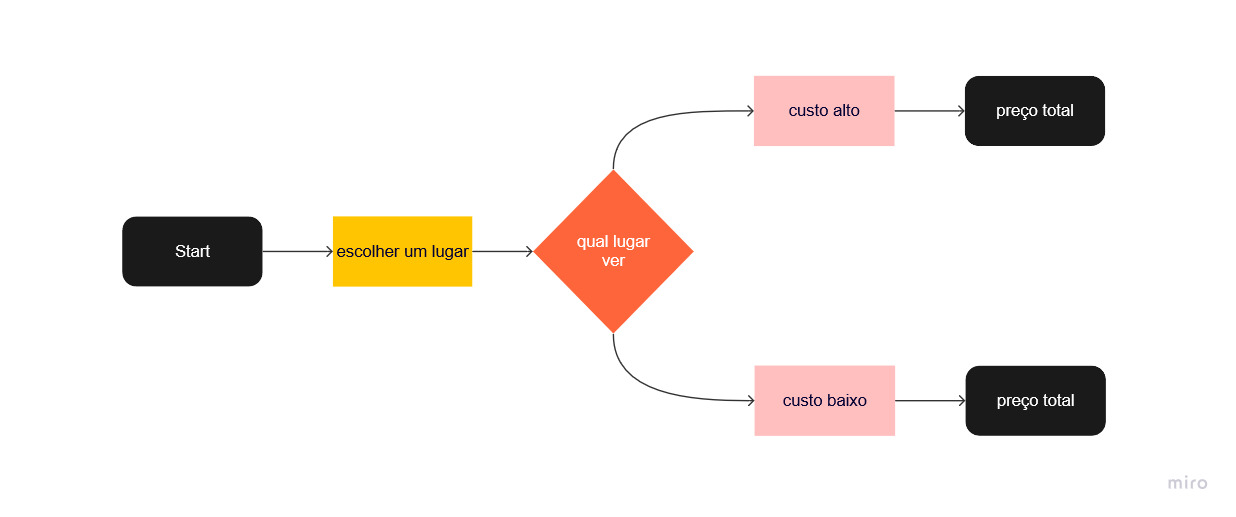 Start
escolher um lugar
qual lugar
ver
custo alto
preço total
custo baixo
preço total
miro